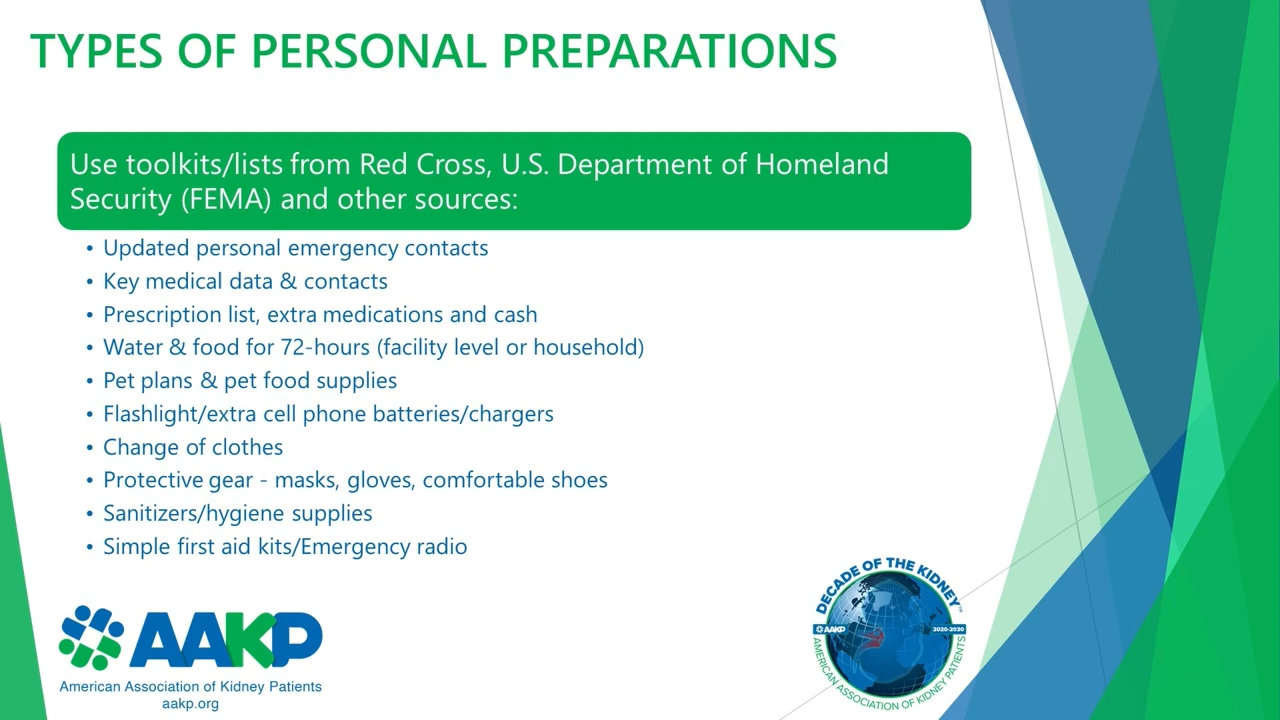 TYPES OF PERSONAL PREPARATIONS
Use toolkits/lists from Red Cross, U.S. Department of Homeland
Security (FEMA) and other sources:
• Updated personal emergency contacts
• Key medical data & contacts
• Prescription list, extra medications and cash
• Water & food for 72-hours (facility level or household)
• Pet plans & pet food supplies
• Flashlight/extra cell phone batteries/chargers
• Change of clothes
• Protective gear - masks, gloves, comfortable shoes
• Sanitizers/hygiene supplies
• Simple first aid kits/Emergency radio
AAKP
American Association of Kidney Patients
aakp.org
DECADE OF THE KIDNEY™
AAKP
2020-2030
AMERICAN ASSOCIATION OF KIDNEY PATIENTS